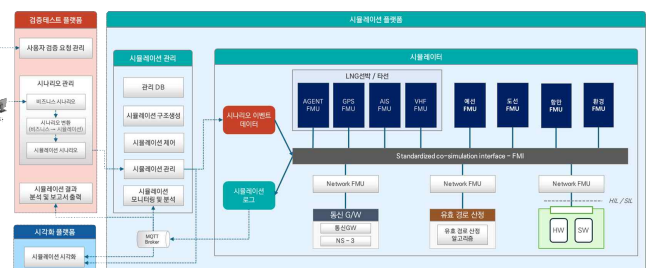 검증테스트 플랫폼
사용자 검증 요청 관리
시나리오 관리
비즈니스 시나리오
시나리오 변환
(비즈니스 → 시뮬레이션)
시뮬레이션 시나리오
시뮬레이션 결과
분석 및 보고서 출력
시각화 플랫폼
시뮬레이션 시각화
시뮬레이션 플랫폼
시뮬레이션 관리
관리 DB
시뮬레이션 구조생성
시뮬레이션 제어
시뮬레이션 관리
시뮬레이션
모니터링 및 분석
MQTT
Broker
시뮬레이터
시나리오 이벤트
데이터
시뮬레이션
로그
LNG선박 / 타선
AGENT
FMU
GPS
FMU
AIS
FMU
VHF
FMU
예선
FMU
도선
FMU
항만
FMU
환경
FMU
Standardized co-simulation interface – FMI
Network FMU
Network FMU
Network FMU
HIL / SIL
통신 G/W
통신GW
NS – 3
유효 경로 산정
유효 경로 산정
알고리즘
HW
SW